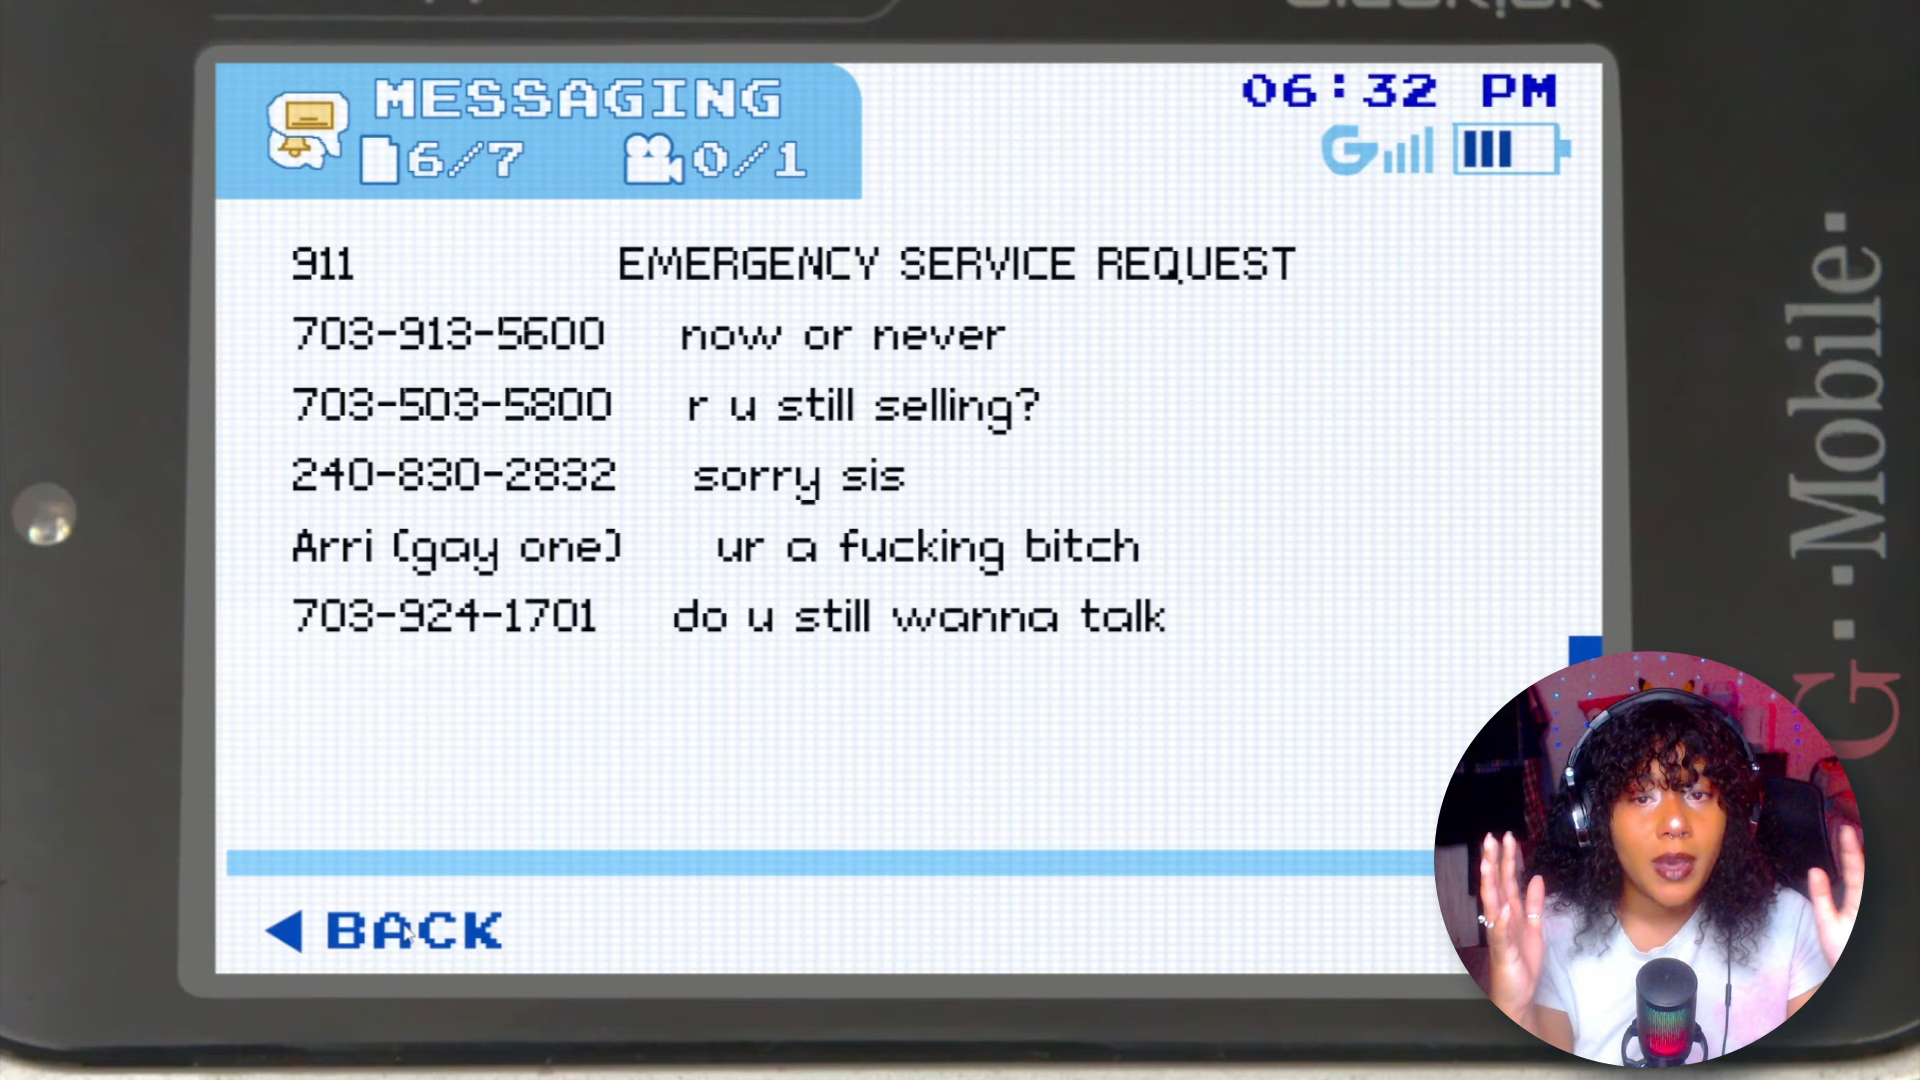 MESSAGING
6/7 0/1
06:32 PM
G
911 EMERGENCY SERVICE REQUEST
703-913-5600 now or never
703-503-5800 r u still selling?
240-830-2832 sorry sis
Arri (gay one) ur a fucking bitch
703-924-1701 do u still wanna talk
BACK
G··Mobile·